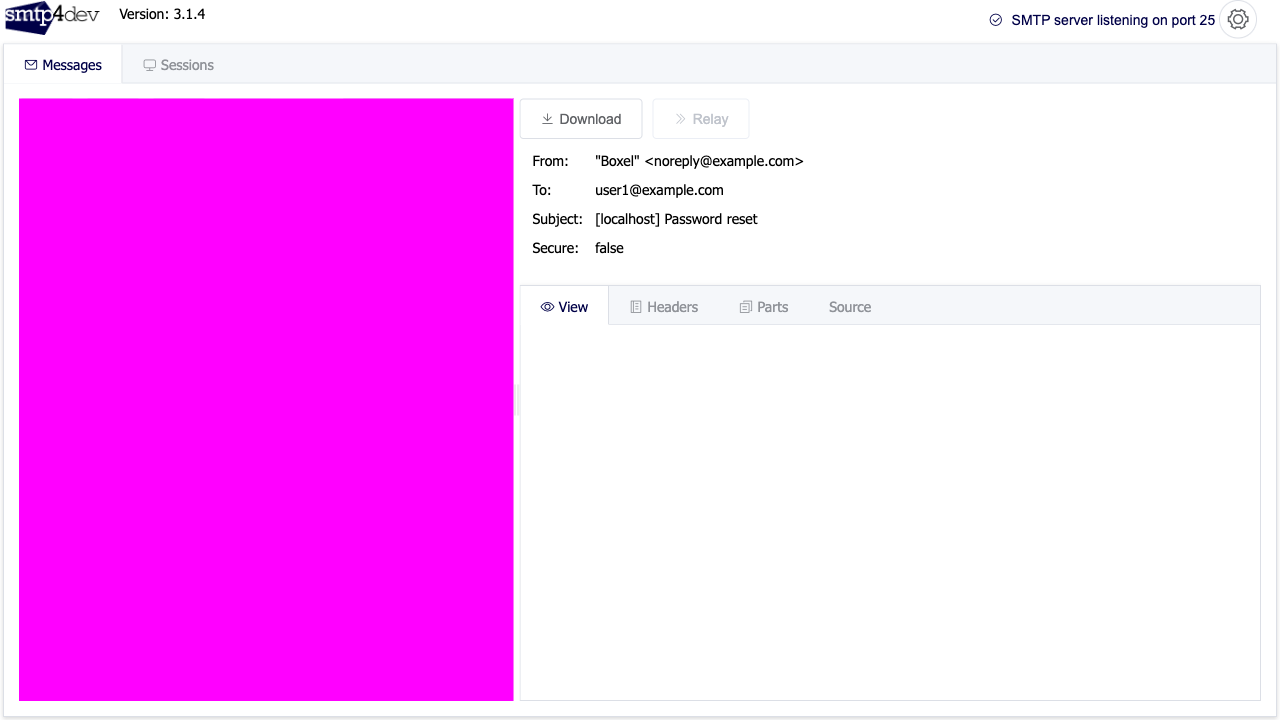 smtp4dev Version: 3.1.4
SMTP server listening on port 25
Messages Sessions
Download Relay
From: "Boxel" <noreply@example.com>
To: user1@example.com
Subject: [localhost] Password reset
Secure: false
View Headers Parts Source